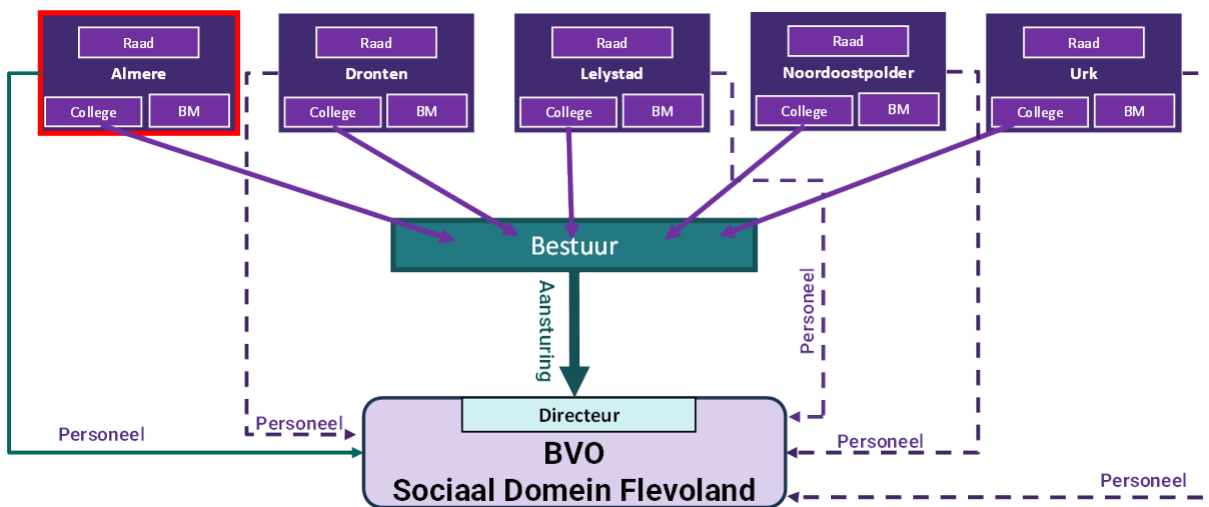 Raad
Almere
College
BM
Raad
Dronten
College
BM
Raad
Lelystad
College
BM
Raad
Noordoostpolder
College
BM
Raad
Urk
College
BM
Bestuur
Aansturing
Personeel
Personeel
Personeel
Personeel
Personeel
Directeur
BVO
Sociaal Domein Flevoland